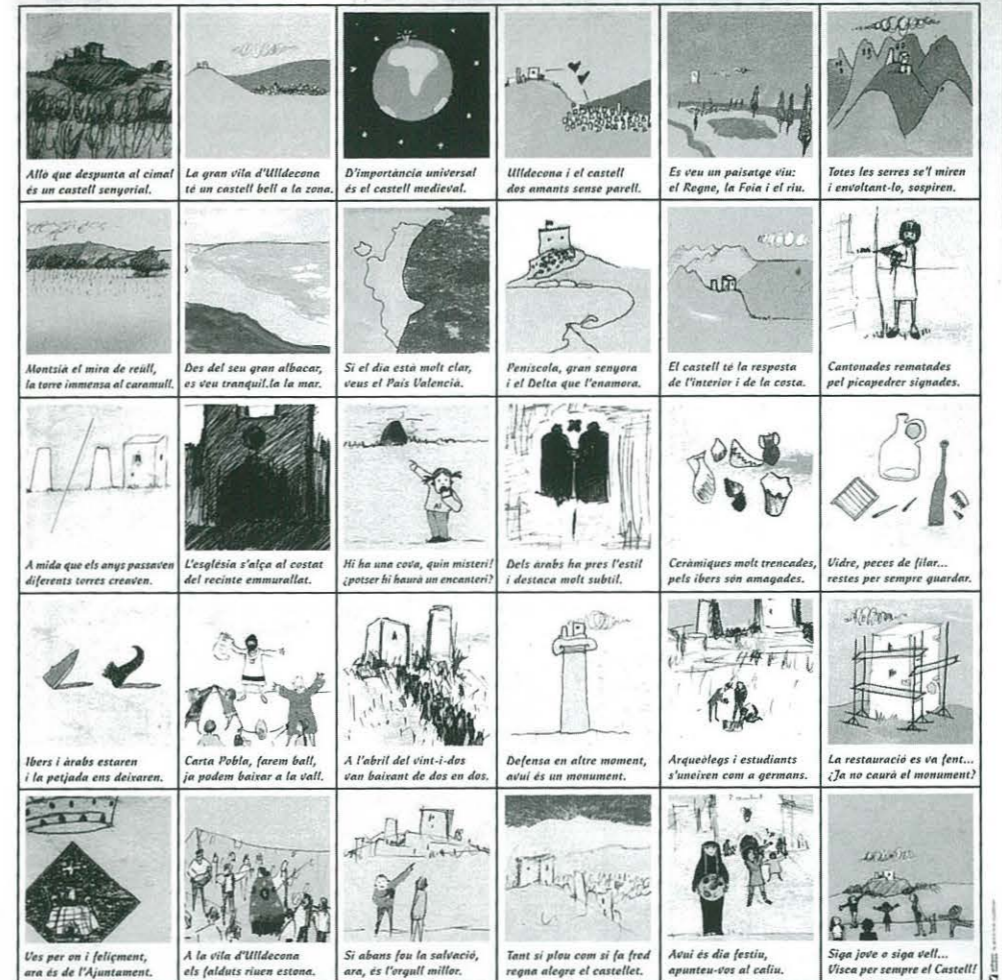 Allò que despunta al cimal
és un castell senyorial.
La gran vila d'Ulldecona
té un castell bell a la zona.
D'importància universal
és el castell medieval.
Ulldecona i el castell
dos amants sense parell.
Es veu un paisatge viu:
el Regne, la Foia i el riu.
Totes les serres se'l miren
i envoltant-lo, sospiren.
Montsià el mira de reüll,
la torre immensa al caramull.
Des del seu gran albacar,
es veu tranquil.la la mar.
Si el dia està molt clar,
veus el País Valencià.
Peníscola, gran senyora
i el Delta que l'enamora.
El castell té la resposta
de l'interior i de la costa.
Cantonades rematades
pel picapedrer signades.
A mida que els anys passaven
diferents torres creaven.
L'església s'alça al costat
del recinte emmurallat.
Hi ha una cova, quin misteri!
¿potser hi haurà un encanteri?
Dels àrabs ha pres l'estil
i destaca molt subtil.
Ceràmiques molt trencades,
pels ibers són amagades.
Vidre, peces de filar...
restes per sempre guardar.
Ibers i àrabs estaren
i la petjada ens deixaren.
Carta Pobla, farem ball,
ja podem baixar a la vall.
A l'abril del vint-i-dos
van baixant de dos en dos.
Defensa en altre moment,
avui és un monument.
Arqueòlegs i estudiants
s'uneixen com a germans.
La restauració es va fent...
¿Ja no caurà el monument?
Ves per on i feliçment,
ara és de l'Ajuntament.
A la vila d'Ulldecona
els falduts riuen estona.
Si abans fou la salvació,
ara, és l'orgull millor.
Tant si plou com si fa fred
regna alegre el castellet.
Avui és dia festiu,
apunteu-vos al caliu.
Siga jove o siga vell...
Visca per sempre el Castell!